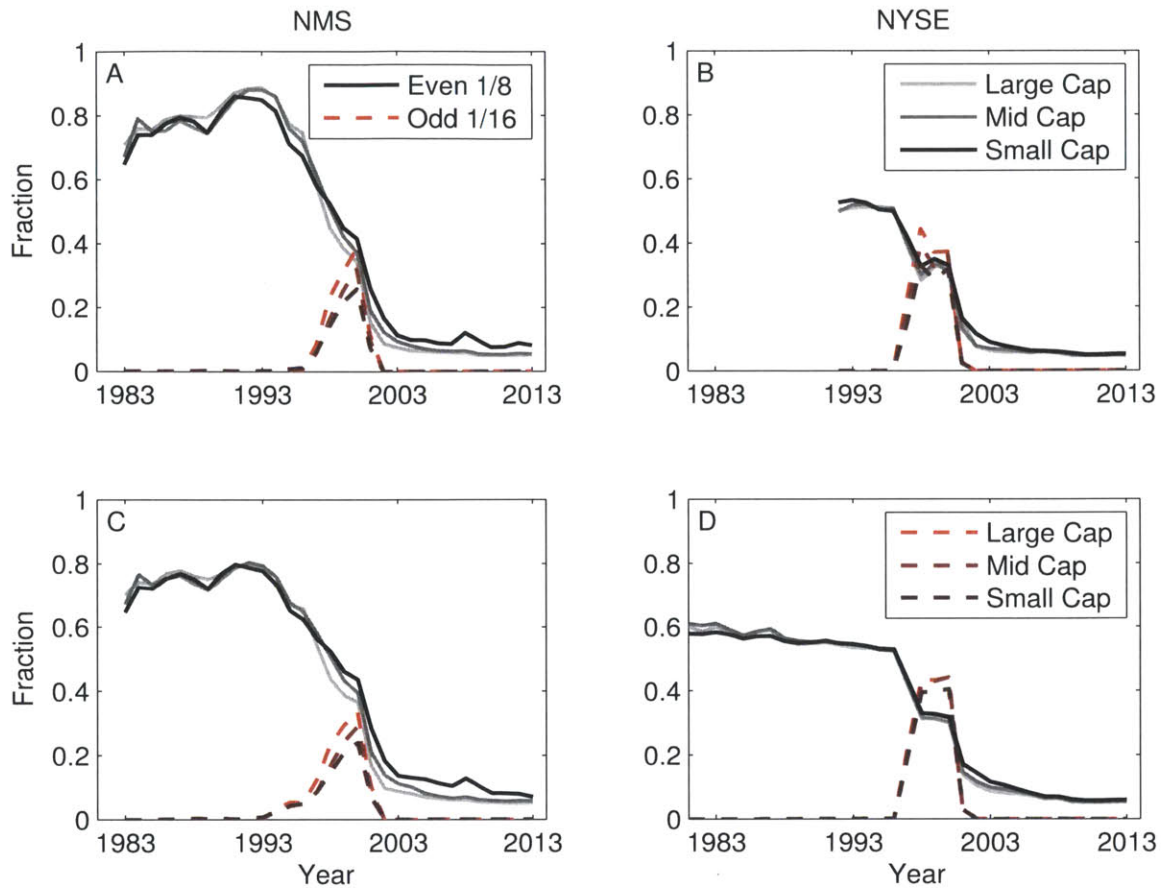 NMS
NYSE
A
Even 1/8
Odd 1/16
B
Large Cap
Mid Cap
Small Cap
1
0.8
0.6
0.4
0.2
0
Fraction
1983
1993
2003
2013
1
0.8
0.6
0.4
0.2
0
1983
1993
2003
2013
C
1
0.8
0.6
0.4
0.2
0
Fraction
1983
1993
2003
2013
Year
D
Large Cap
Mid Cap
Small Cap
1
0.8
0.6
0.4
0.2
0
1983
1993
2003
2013
Year